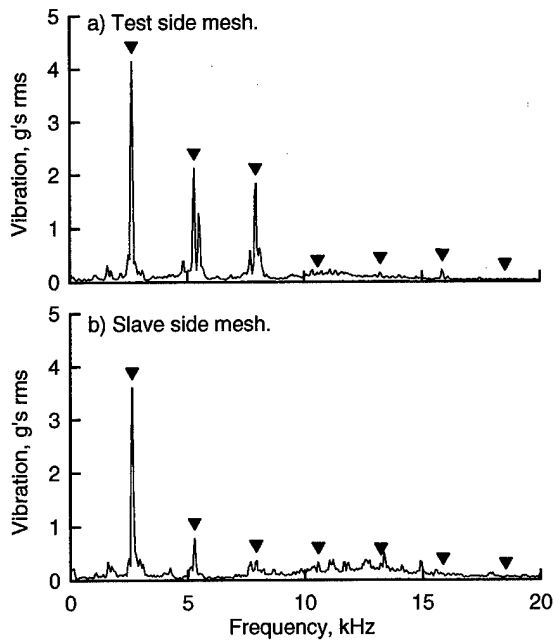 a) Test side mesh.
Vibration, g's rms
5
4
3
2
1
0
b) Slave side mesh.
Vibration, g's rms
5
4
3
2
1
0
0 5 10 15 20
Frequency, kHz